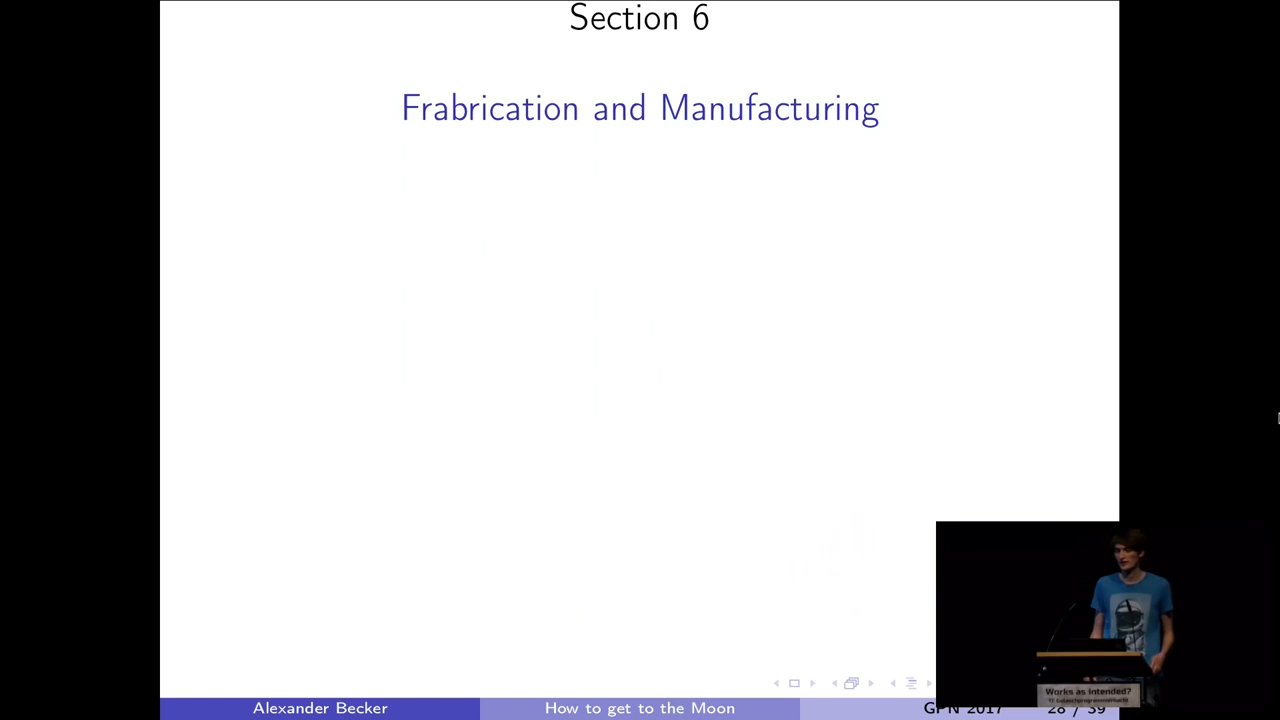 Section 6
Frabrication and Manufacturing
Works as intended?
Alexander Becker
How to get to the Moon
GPN 2017
28 / 39